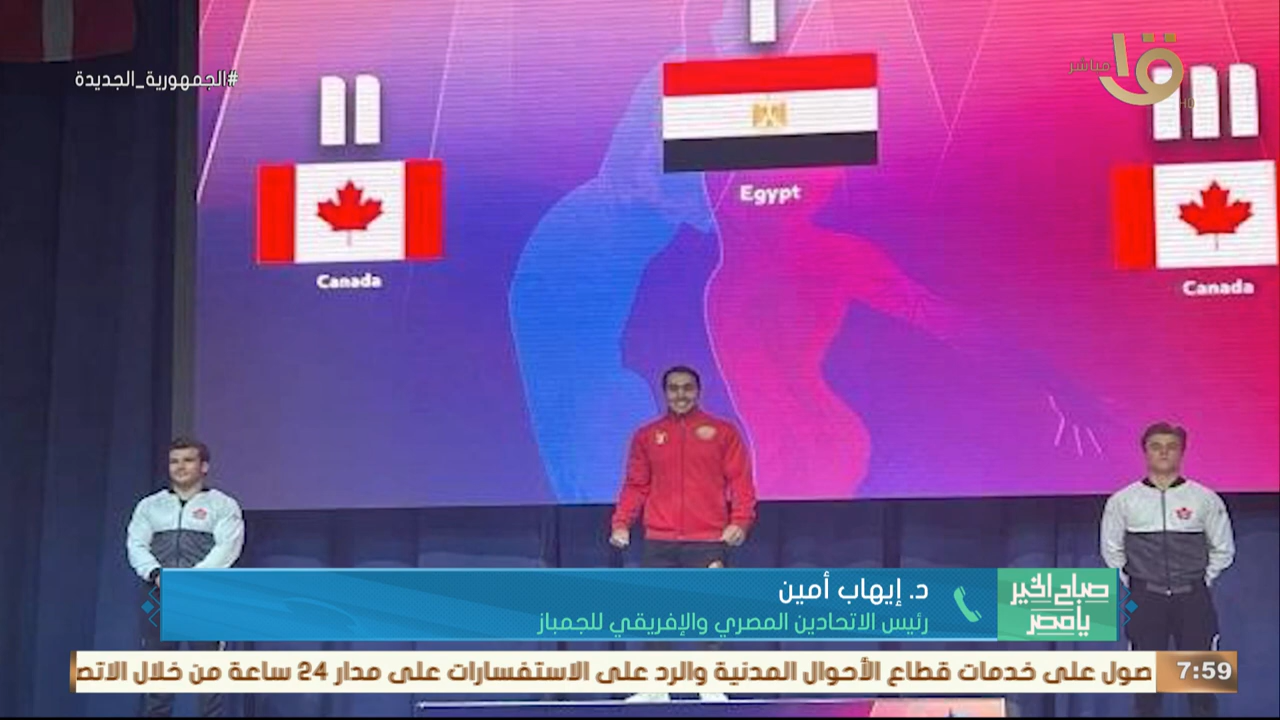 #الجمهورية_الجديدة
مباشر
HD
I
II
III
Egypt
Canada
Canada
د. إيهاب أمين
رئيس الاتحادين المصري والإفريقي للجمباز
صباح الخير
يا مصر
7:59
صول على خدمات قطاع الأحوال المدنية والرد على الاستفسارات على مدار 24 ساعة من خلال الاتص